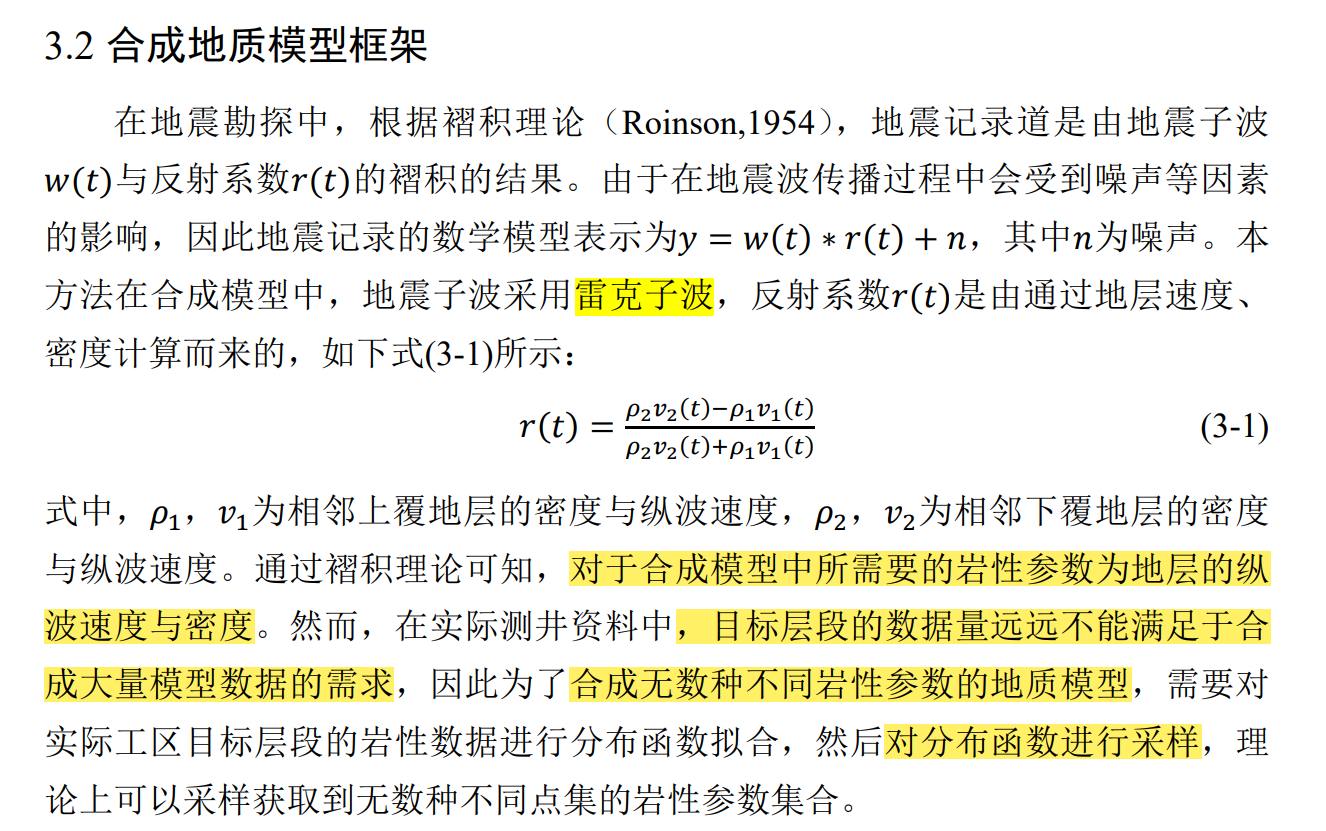 3.2 合成地质模型框架
在地震勘探中，根据褶积理论（Roinson,1954），地震记录道是由地震子波
w(t)与反射系数r(t)的褶积的结果。由于在地震波传播过程中会受到噪声等因素
的影响，因此地震记录的数学模型表示为y = w(t) ∗ r(t) + n，其中n为噪声。本
方法在合成模型中，地震子波采用雷克子波，反射系数r(t)是由通过地层速度、
密度计算而来的，如下式(3-1)所示：
r(t) = \frac{ρ₂v₂(t)−ρ₁v₁(t)}{ρ₂v₂(t)+ρ₁v₁(t)} (3-1)
式中，ρ₁，v₁为相邻上覆地层的密度与纵波速度，ρ₂，v₂为相邻下覆地层的密度
与纵波速度。通过褶积理论可知，对于合成模型中所需要的岩性参数为地层的纵
波速度与密度。然而，在实际测井资料中，目标层段的数据量远远不能满足于合
成大量模型数据的需求，因此为了合成无数种不同岩性参数的地质模型，需要对
实际工区目标层段的岩性数据进行分布函数拟合，然后对分布函数进行采样，理
论上可以采样获取到无数种不同点集的岩性参数集合。